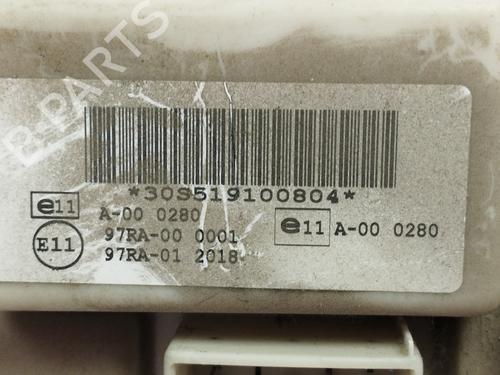 B-PARTS
*30S519100804*
e11 A-00 0280
E11 97RA-00 0001
97RA-01 2018
e11 A-00 0280